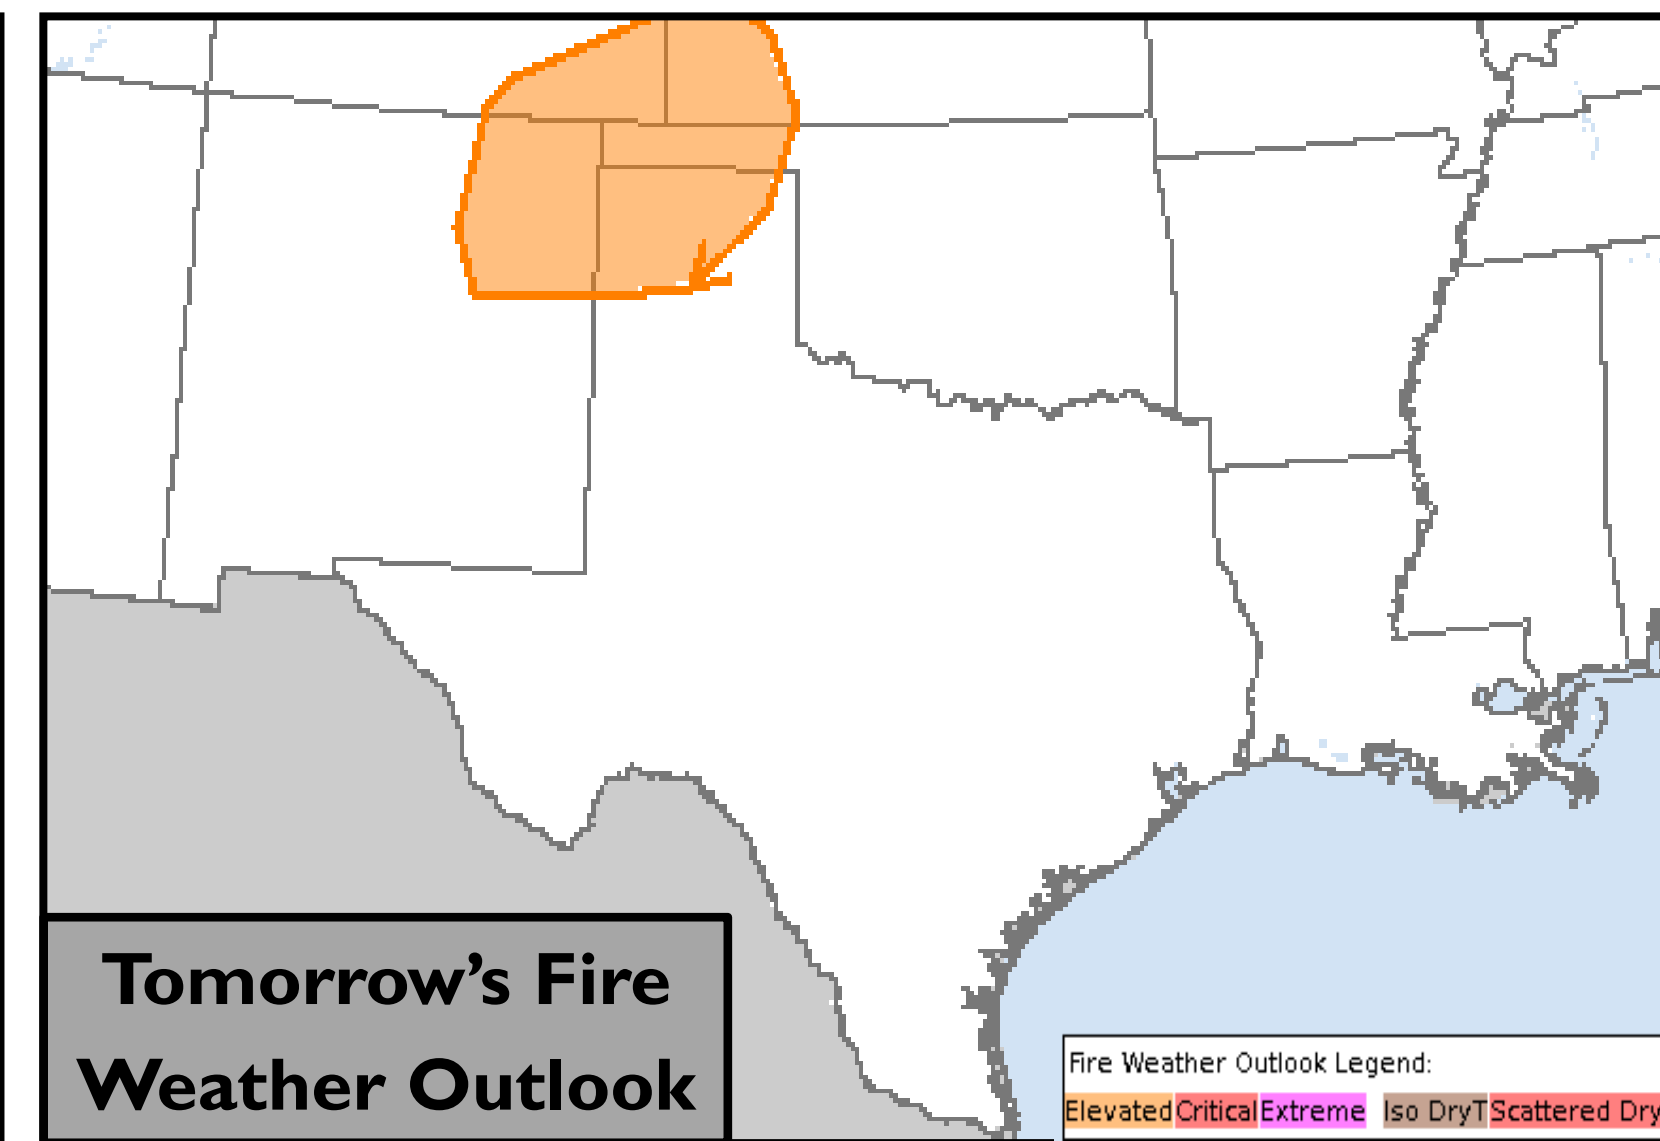 Tomorrow's Fire
Weather Outlook
Fire Weather Outlook Legend:
Elevated Critical Extreme Iso DryT Scattered Dry